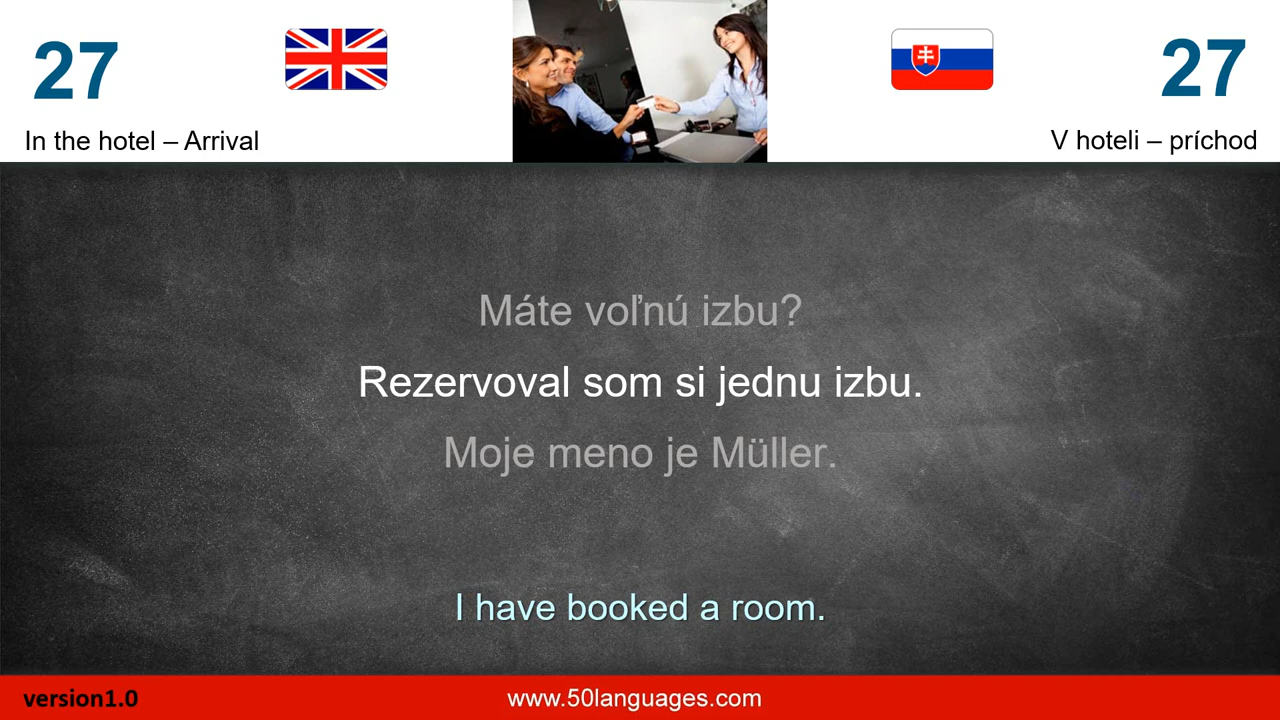 27
27
In the hotel – Arrival
V hoteli – príchod
Máte voľnú izbu?
Rezervoval som si jednu izbu.
Moje meno je Müller.
I have booked a room.
version1.0
www.50languages.com